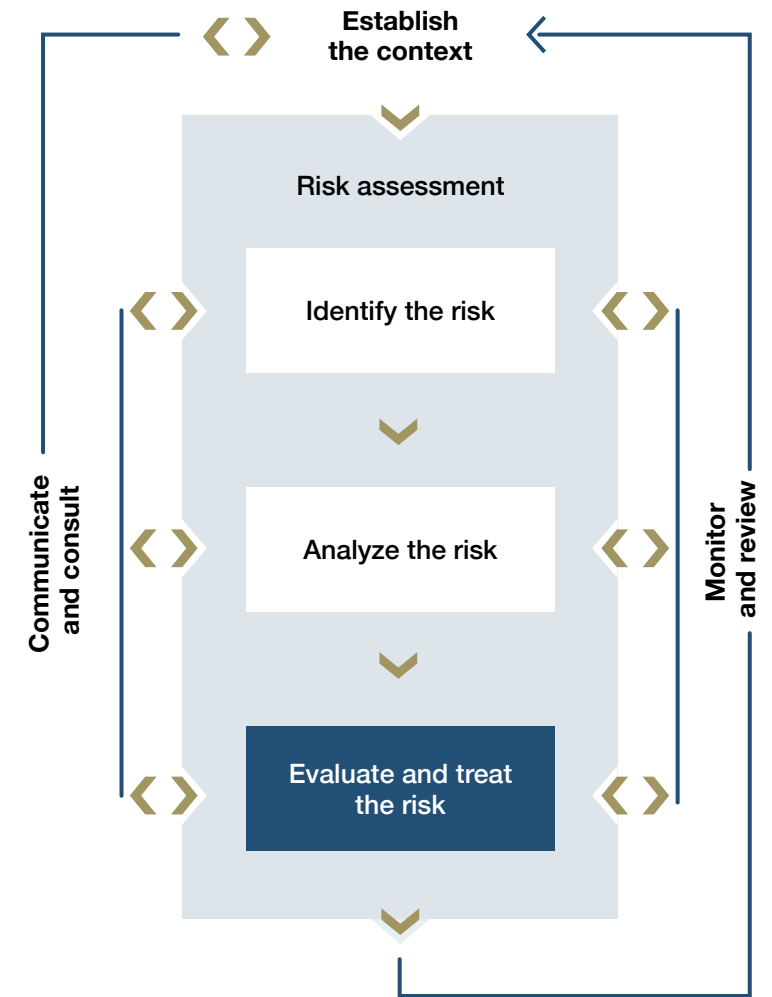 Establish
the context
Risk assessment
Identify the risk
Analyze the risk
Evaluate and treat
the risk
Communicate
and consult
Monitor
and review